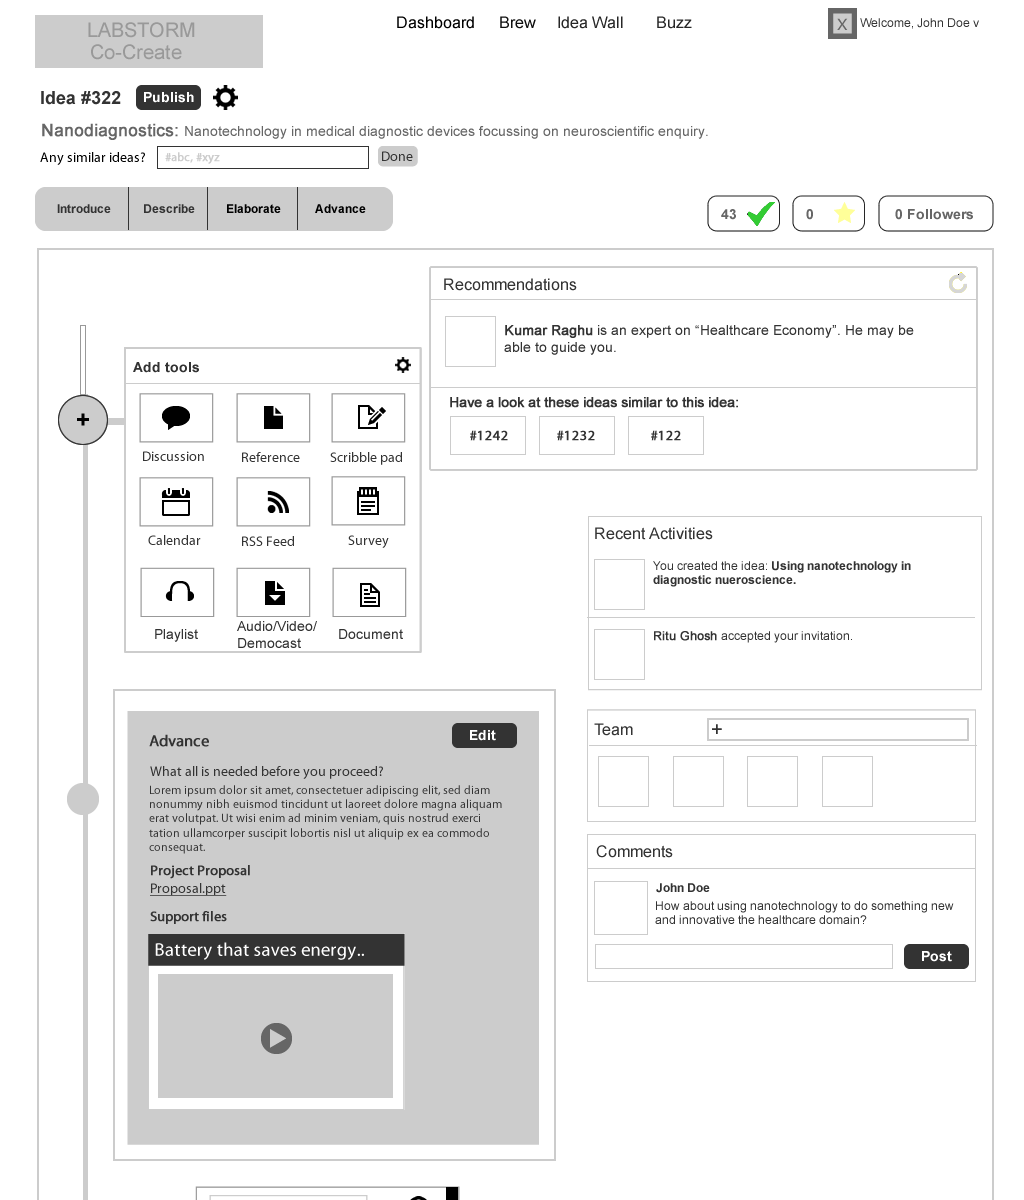 LABSTORM
Co-Create
Dashboard Brew Idea Wall Buzz
X Welcome, John Doe v
Idea #322 Publish
Nanodiagnostics: Nanotechnology in medical diagnostic devices focussing on neuroscientific enquiry.
Any similar ideas? #abc, #xyz Done
Introduce Describe Elaborate Advance
43 0 0 Followers
Recommendations
Kumar Raghu is an expert on “Healthcare Economy”. He may be
able to guide you.
Have a look at these ideas similar to this idea:
#1242 #1232 #122
+
Add tools
Discussion Reference Scribble pad
Calendar RSS Feed Survey
Playlist Audio/Video/
Democast Document
Recent Activities
You created the idea: Using nanotechnology in
diagnostic nueroscience.
Ritu Ghosh accepted your invitation.
Team +
Comments
John Doe
How about using nanotechnology to do something new
and innovative the healthcare domain?
Post
Advance Edit
What all is needed before you proceed?
Lorem ipsum dolor sit amet, consectetuer adipiscing elit, sed diam
nonummy nibh euismod tincidunt ut laoreet dolore magna aliquam
erat volutpat. Ut wisi enim ad minim veniam, quis nostrud exerci
tation ullamcorper suscipit lobortis nisl ut aliquip ex ea commodo
consequat.
Project Proposal
Proposal.ppt
Support files
Battery that saves energy..